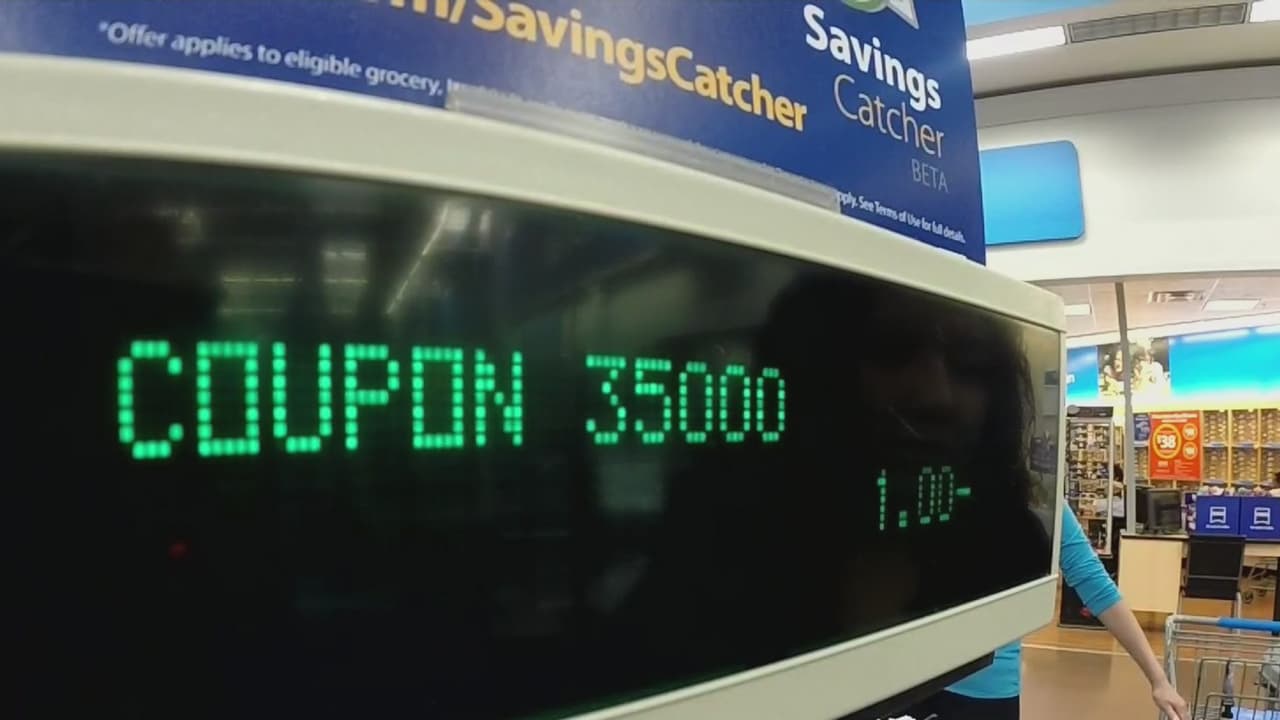 m/SavingsCatcher
*Offer applies to eligible grocery,
Savings
Catcher
BETA
pply. See Terms of Use for full details.
COUPON 35000
1.00-
$38